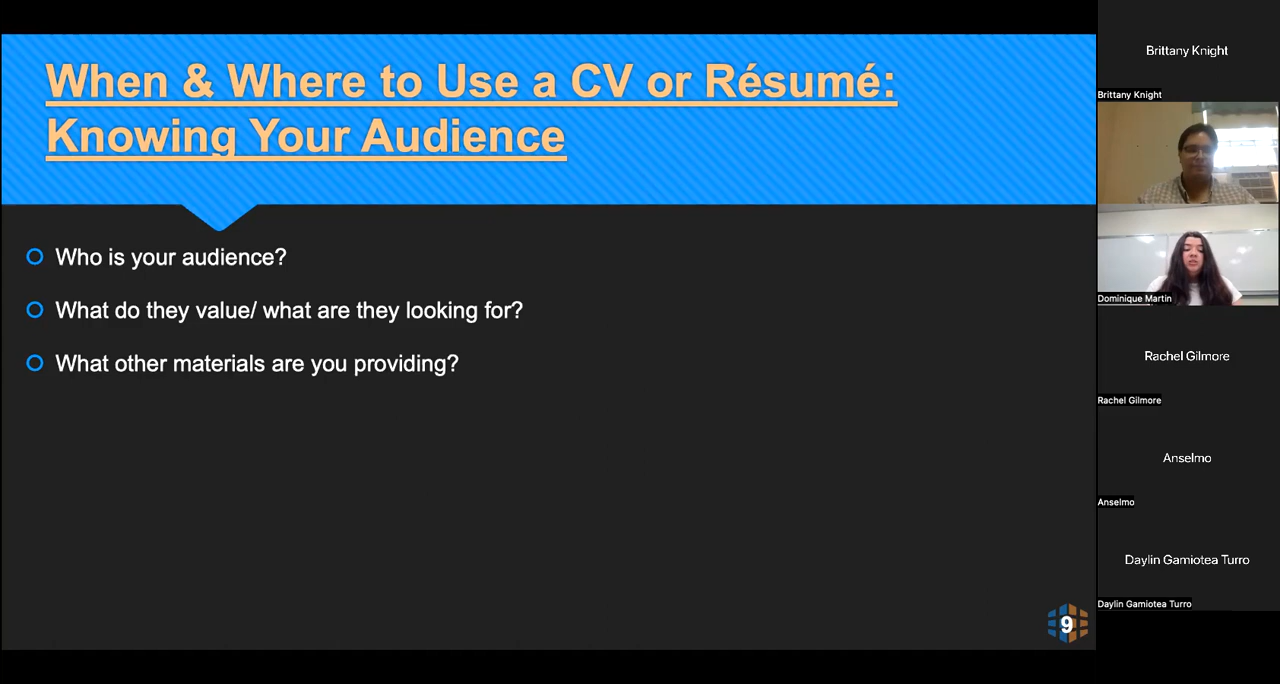 When & Where to Use a CV or Résumé:
Knowing Your Audience
Who is your audience?
What do they value/ what are they looking for?
What other materials are you providing?
9
Brittany Knight
Brittany Knight
Dominique Martin
Rachel Gilmore
Rachel Gilmore
Anselmo
Anselmo
Daylin Gamiotea Turro
Daylin Gamiotea Turro